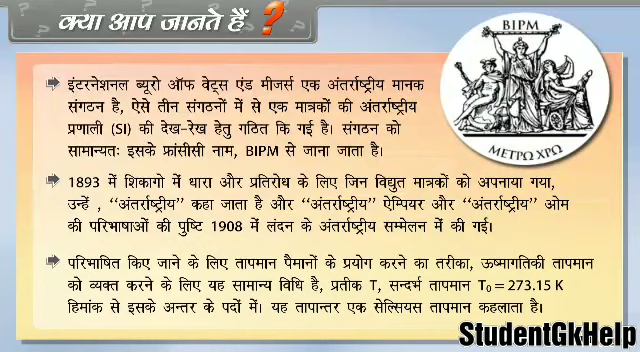 क्या आप जानते हैं ?
BIPM
ΜΕΤΡΩ ΧΡΩ
इंटरनेशनल ब्यूरो ऑफ वेट्स एंड मीजर्स एक अंतर्राष्ट्रीय मानक
संगठन है, ऐसे तीन संगठनों में से एक मात्रकों की अंतर्राष्ट्रीय
प्रणाली (SI) की देख-रेख हेतु गठित कि गई है। संगठन को
सामान्यतः इसके फ्रांसीसी नाम, BIPM से जाना जाता है।
1893 में शिकागो में धारा और प्रतिरोध के लिए जिन विद्युत मात्रकों को अपनाया गया,
उन्हें , ‘‘अंतर्राष्ट्रीय’’ कहा जाता है और ‘‘अंतर्राष्ट्रीय’’ ऐम्पियर और ‘‘अंतर्राष्ट्रीय’’ ओम
की परिभाषाओं की पुष्टि 1908 में लंदन के अंतर्राष्ट्रीय सम्मेलन में की गई।
परिभाषित किए जाने के लिए तापमान पैमानों के प्रयोग करने का तरीका, ऊष्मागतिकी तापमान
को व्यक्त करने के लिए यह सामान्य विधि है, प्रतीक T, सन्दर्भ तापमान T₀ = 273.15 K
हिमांक से इसके अन्तर के पदों में। यह तापान्तर एक सेल्सियस तापमान कहलाता है।
StudentGkHelp